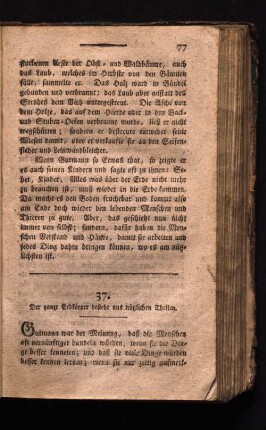 77
storbenen Aeste der Obst- und Waldbäume, auch
das Laub, welches im Herbste von den Bäumen
fällt, sammelte er. Das Holz ward in Bündel
gebunden und verbrannt; das Laub aber anstatt des
Strohes dem Vieh untergestreut. Die Asche von
dem Holze, das auf dem Heerde oder in den Back-
und Stuben-Oefen verbrannt wurde, ließ er nicht
wegschütten; sondern er bestreute entweder seine
Wiesen damit, oder er verkaufte sie an den Seifen-
sieder und Leinwandbleicher.
Wenn Gutmann so Etwas that, so zeigte er
es auch seinen Kindern und sagte oft zu ihnen: Se-
het, Kinder, Alles was über der Erde nicht mehr
zu brauchen ist, muß wieder in die Erde kommen.
Da macht es den Boden fruchtbar und kommt also
am Ende doch wieder den lebenden Menschen und
Thieren zu gute. Aber, das geschieht nun nicht
immer von selbst; sondern, dafür haben die Men-
schen Verstand und Hände, damit sie arbeiten und
jedes Ding dahin bringen können, wo es am nütz-
lichsten ist.
37.
Der ganze Erdkörper besteht aus nützlichen Theilen.
Gutmann war der Meinung, daß die Menschen
oft vernünftiger handeln würden, wenn sie die Din-
ge besser kenneten; und daß sie viele Dinge würden
besser kennen lernen, wenn sie nur recht aufmerk-